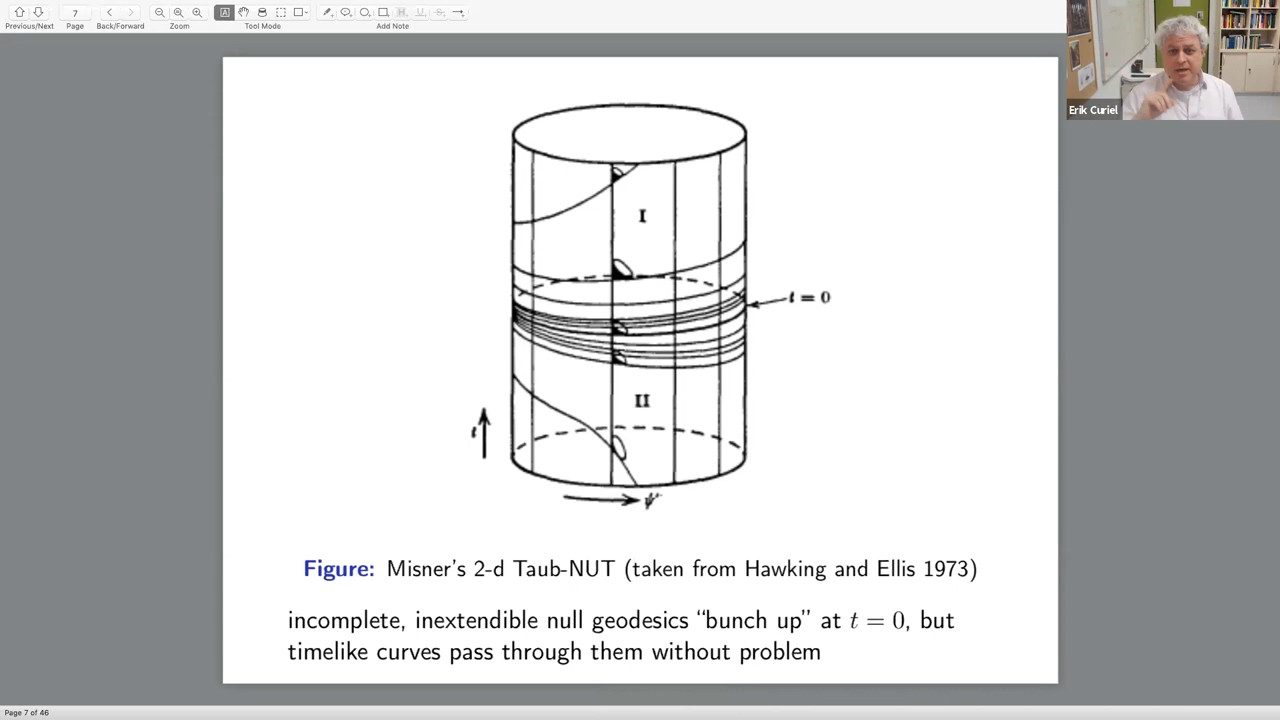 7
Previous/Next
Page
Back/Forward
Zoom
Tool Mode
Add Note
Erik Curiel
I
t = 0
II
t
ψ
Figure: Misner's 2-d Taub-NUT (taken from Hawking and Ellis 1973)
incomplete, inextendible null geodesics “bunch up” at t = 0, but
timelike curves pass through them without problem
Page 7 of 46